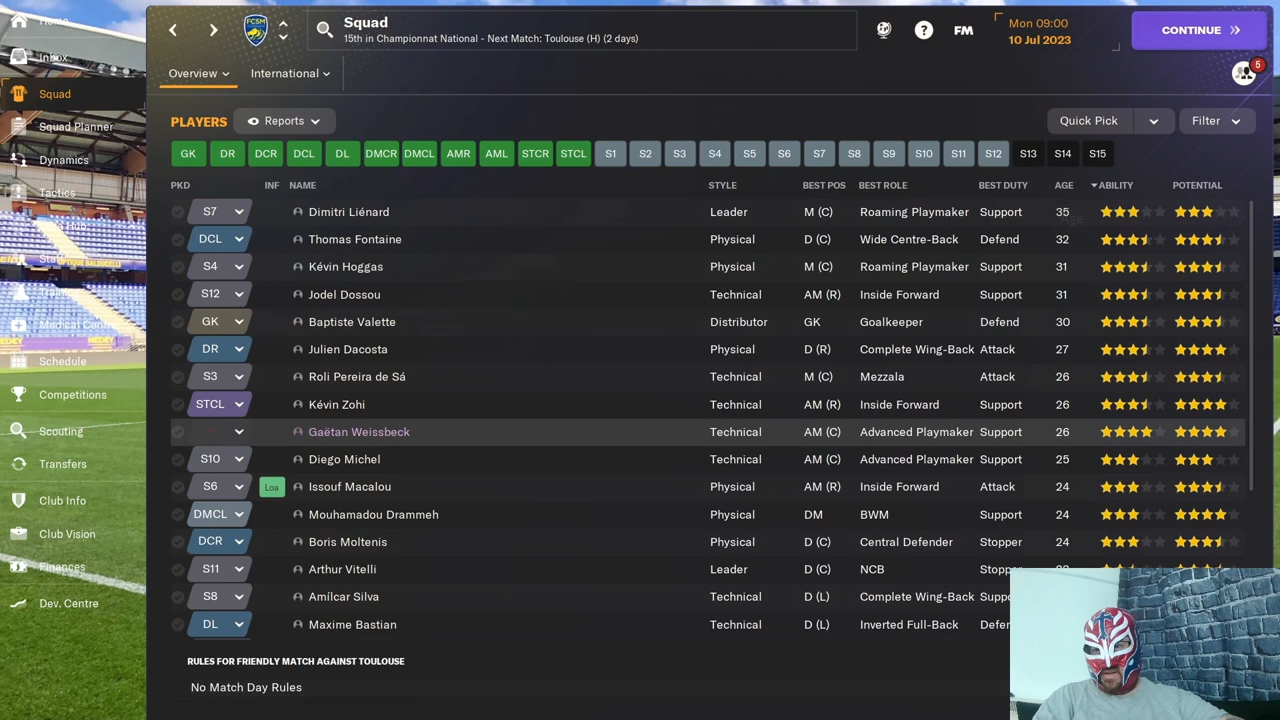 Home
FCSM
Squad
15th in Championnat National - Next Match: Toulouse (H) (2 days)
FM
Mon 09:00
10 Jul 2023
CONTINUE
Inbox
Overview
International
5
Squad
PLAYERS
Reports
Quick Pick
Filter
Squad Planner
GK DR DCR DCL DL DMCR DMCL AMR AML STCR STCL S1 S2 S3 S4 S5 S6 S7 S8 S9 S10 S11 S12 S13 S14 S15
Dynamics
Tactics
PKD INF NAME STYLE BEST POS BEST ROLE BEST DUTY AGE ABILITY POTENTIAL
S7 Dimitri Liénard Leader M (C) Roaming Playmaker Support 35
DCL Thomas Fontaine Physical D (C) Wide Centre-Back Defend 32
S4 Kévin Hoggas Physical M (C) Roaming Playmaker Support 31
S12 Jodel Dossou Technical AM (R) Inside Forward Support 31
GK Baptiste Valette Distributor GK Goalkeeper Defend 30
DR Julien Dacosta Physical D (R) Complete Wing-Back Attack 27
S3 Roli Pereira de Sá Technical M (C) Mezzala Attack 26
STCL Kévin Zohi Technical AM (R) Inside Forward Support 26
Gaëtan Weissbeck Technical AM (C) Advanced Playmaker Support 26
S10 Diego Michel Technical AM (C) Advanced Playmaker Support 25
S6 Loa Issouf Macalou Physical AM (R) Inside Forward Attack 24
DMCL Mouhamadou Drammeh Physical DM BWM Support 24
DCR Boris Moltenis Physical D (C) Central Defender Stopper 24
S11 Arthur Vitelli Leader D (C) NCB
S8 Amílcar Silva Technical D (L) Complete Wing-Back
DL Maxime Bastian Technical D (L) Inverted Full-Back
Schedule
Competitions
Scouting
Transfers
Club Info
Club Vision
Finances
Dev. Centre
RULES FOR FRIENDLY MATCH AGAINST TOULOUSE
No Match Day Rules